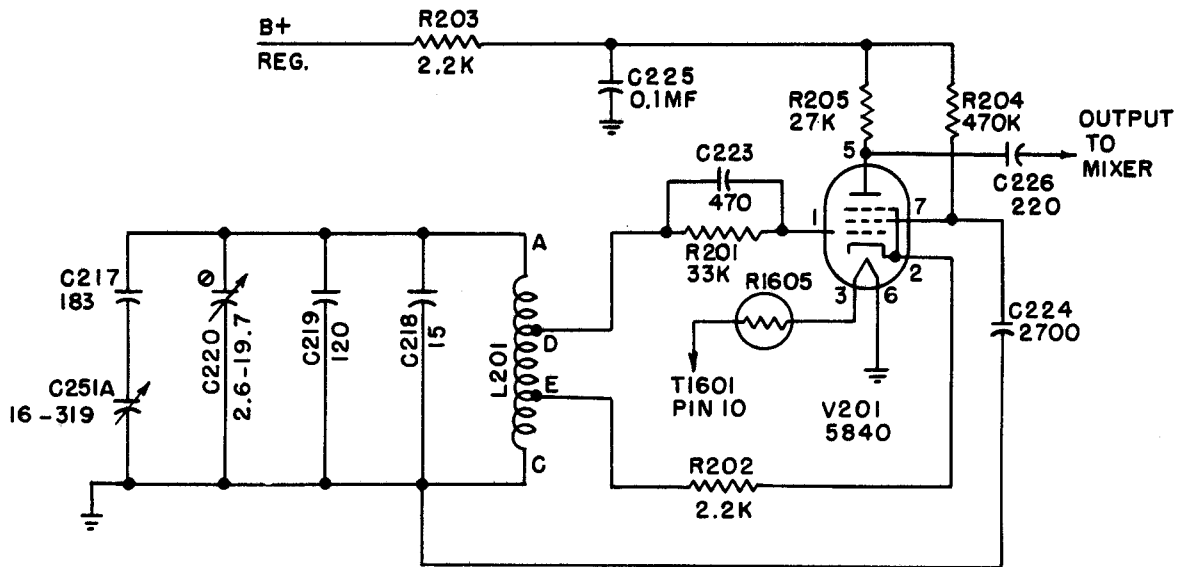 B+
REG.
R203
2.2K
C225
0.1MF
R205
27K
R204
470K
OUTPUT
TO
MIXER
5
C226
220
C223
470
R201
33K
1
7
2
3
6
R1605
T1601
PIN 10
V201
5840
C224
2700
A
D
E
C
L201
C217
183
C220
2.6-19.7
C219
120
C218
15
C251A
16-319
R202
2.2K